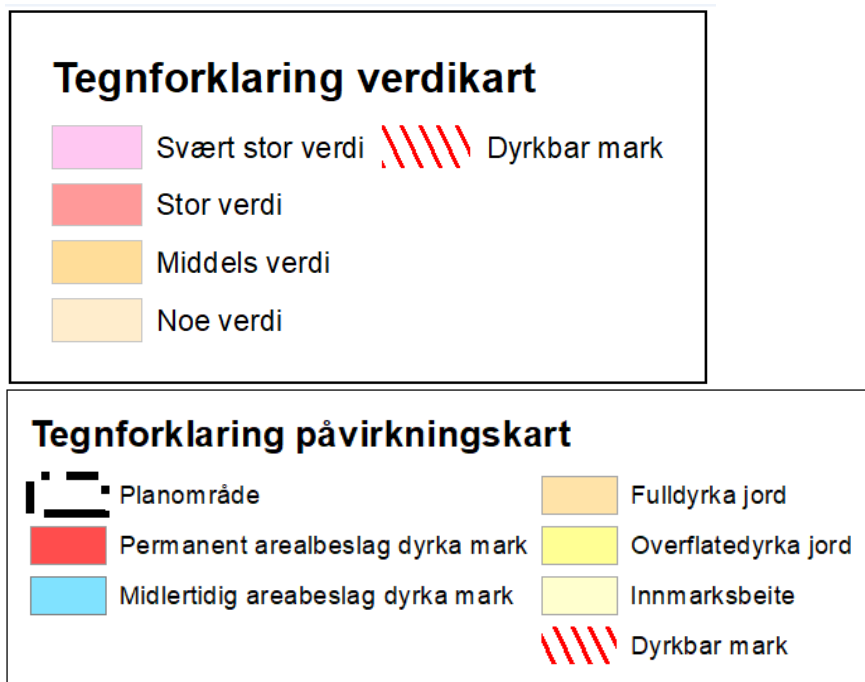 Tegnforklaring verdikart
Svært stor verdi
Dyrkbar mark
Stor verdi
Middels verdi
Noe verdi
Tegnforklaring påvirkningskart
Planområde
Permanent arealbeslag dyrka mark
Midlertidig areabeslag dyrka mark
Fulldyrka jord
Overflatedyrka jord
Innmarksbeite
Dyrkbar mark